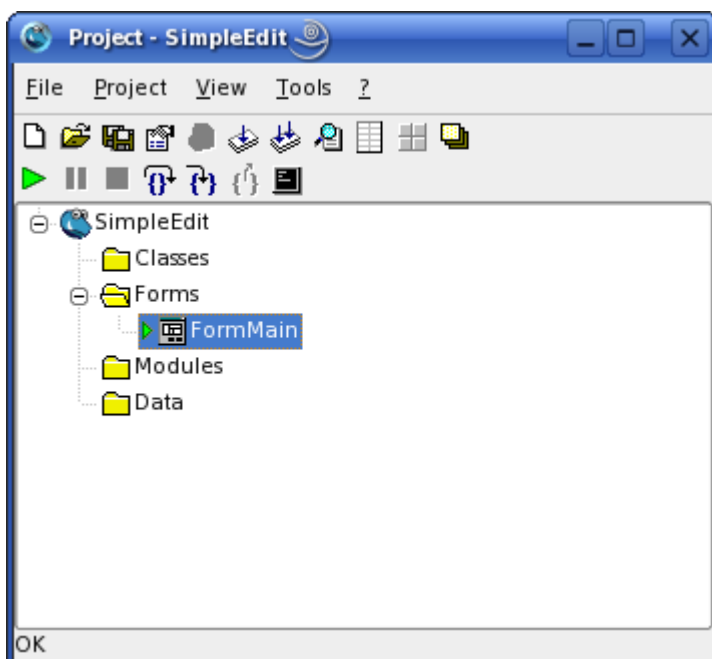 Project - SimpleEdit
File Project View Tools ?
SimpleEdit
Classes
Forms
FormMain
Modules
Data
OK